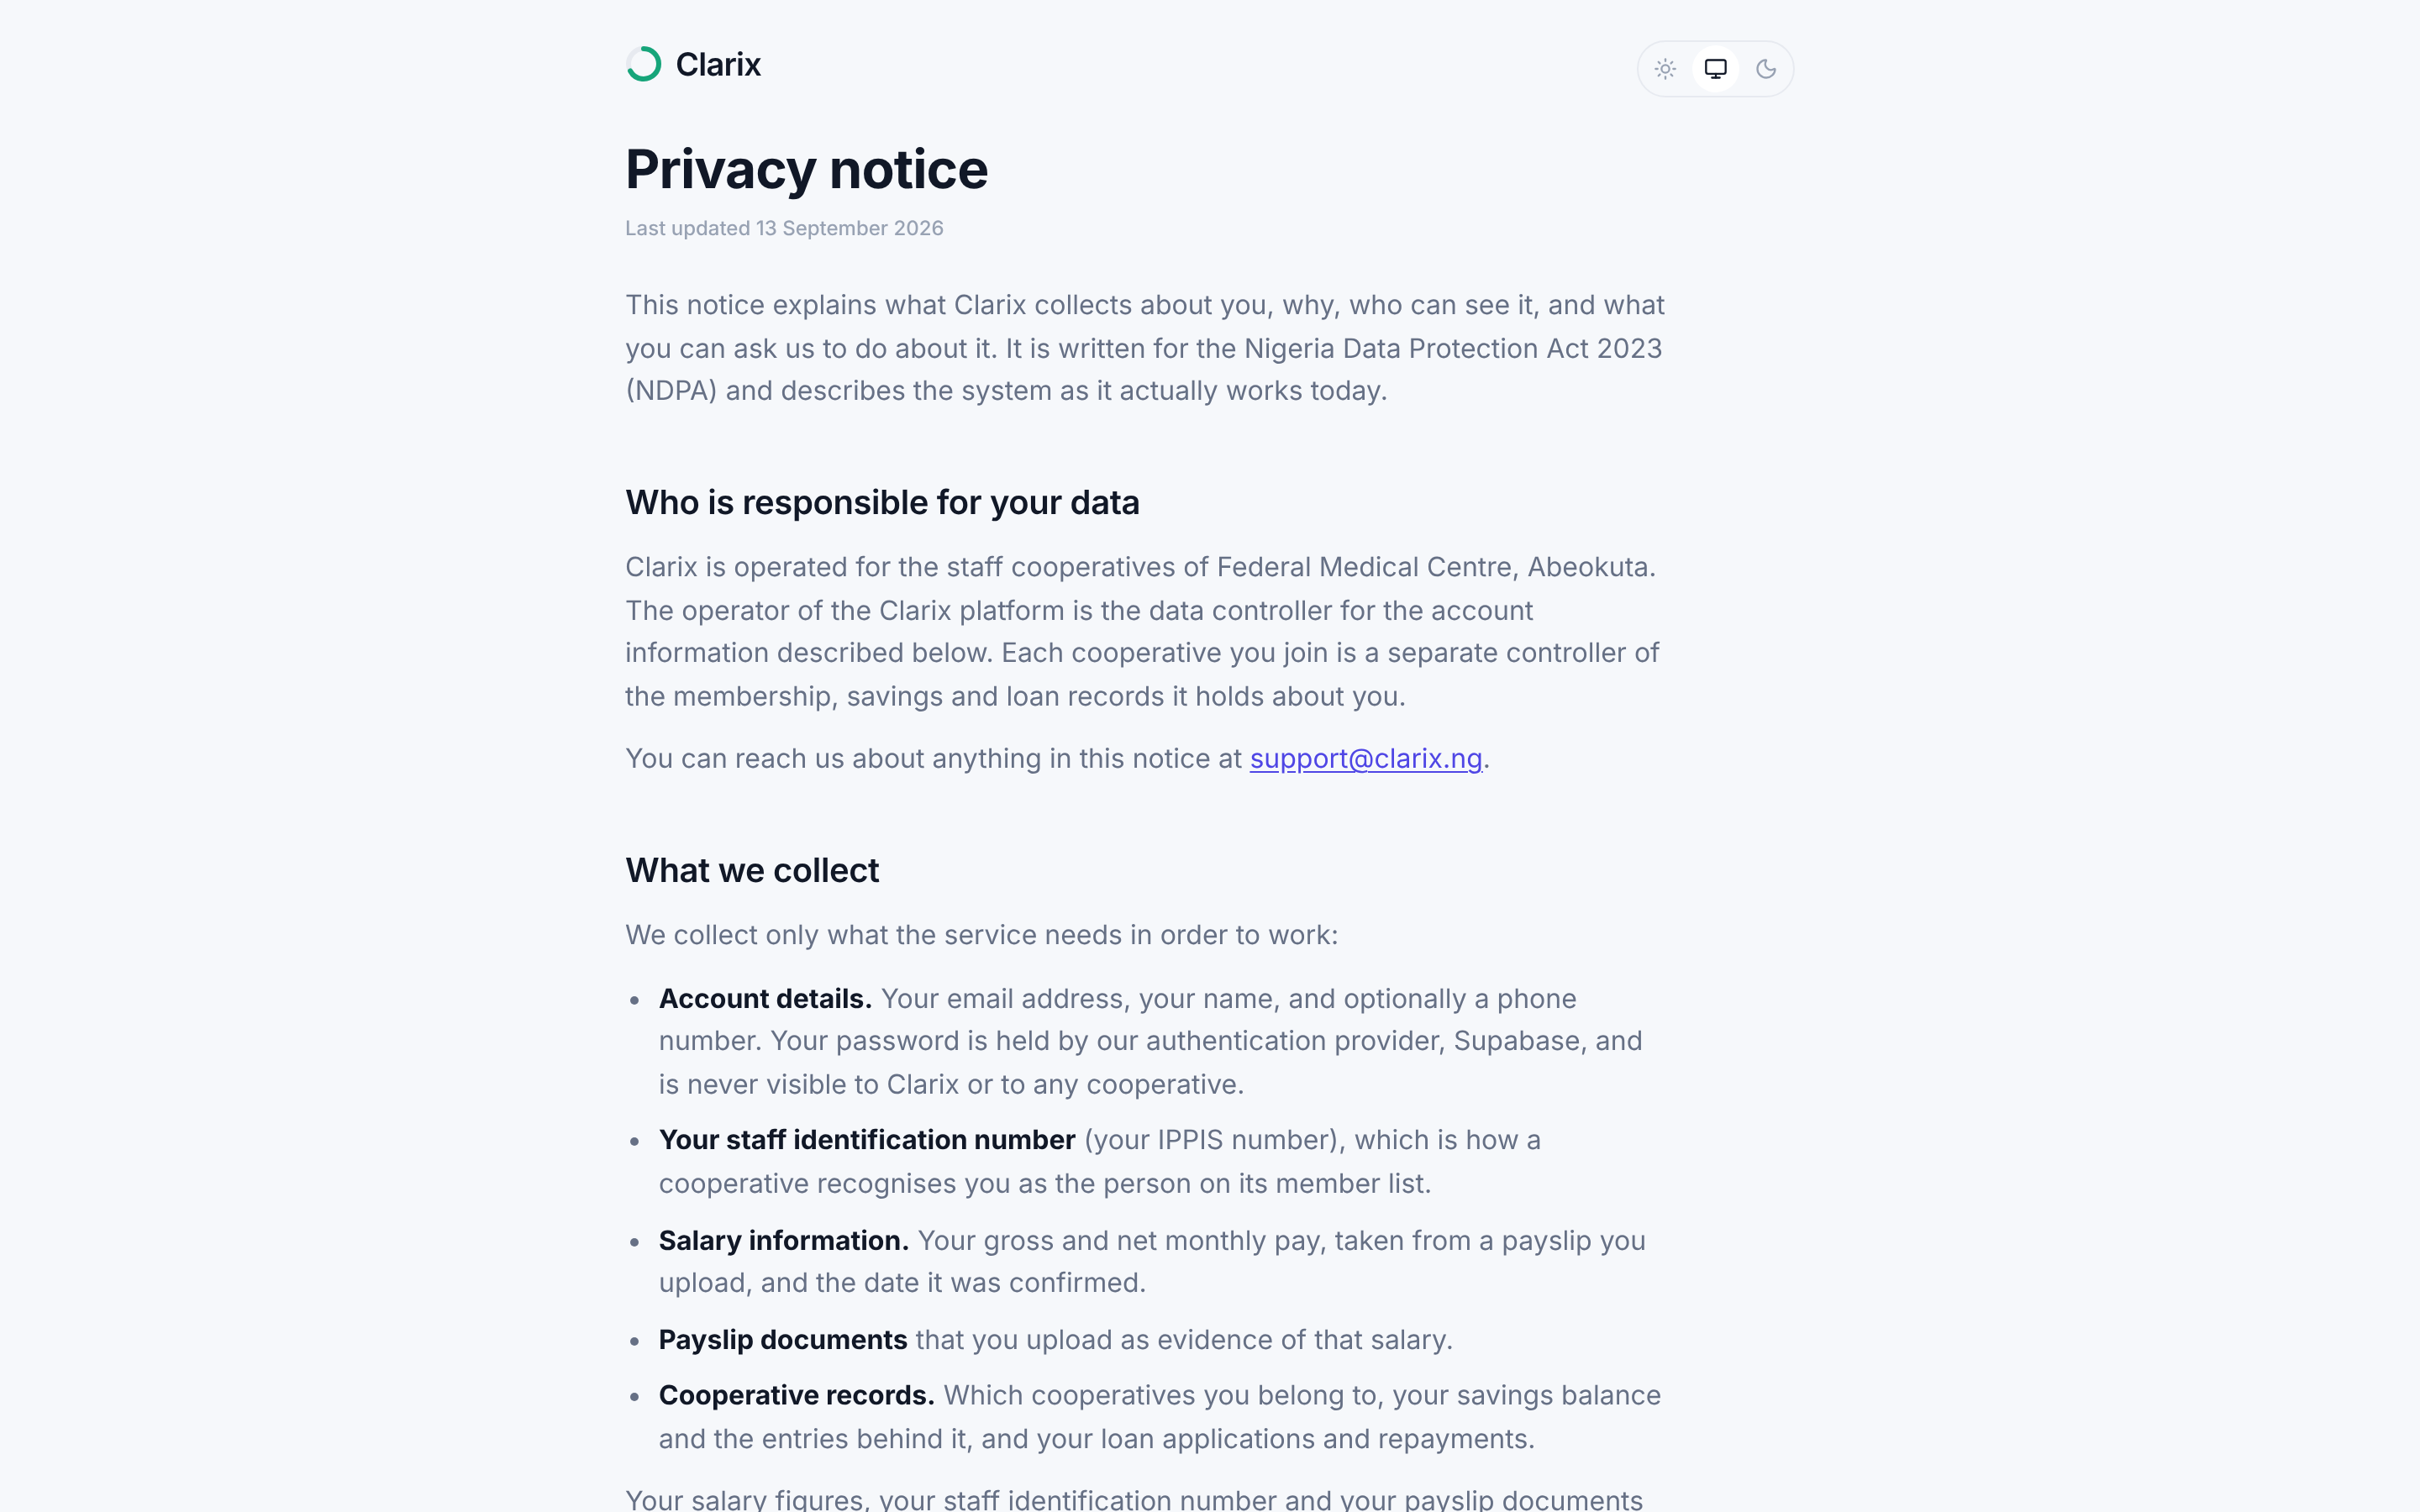 Clarix
Privacy notice
Last updated 13 September 2026
This notice explains what Clarix collects about you, why, who can see it, and what
you can ask us to do about it. It is written for the Nigeria Data Protection Act 2023
(NDPA) and describes the system as it actually works today.
Who is responsible for your data
Clarix is operated for the staff cooperatives of Federal Medical Centre, Abeokuta.
The operator of the Clarix platform is the data controller for the account
information described below. Each cooperative you join is a separate controller of
the membership, savings and loan records it holds about you.
You can reach us about anything in this notice at support@clarix.ng.
What we collect
We collect only what the service needs in order to work:
• Account details. Your email address, your name, and optionally a phone
number. Your password is held by our authentication provider, Supabase, and
is never visible to Clarix or to any cooperative.
• Your staff identification number (your IPPIS number), which is how a
cooperative recognises you as the person on its member list.
• Salary information. Your gross and net monthly pay, taken from a payslip you
upload, and the date it was confirmed.
• Payslip documents that you upload as evidence of that salary.
• Cooperative records. Which cooperatives you belong to, your savings balance
and the entries behind it, and your loan applications and repayments.
Your salary figures, your staff identification number and your payslip documents